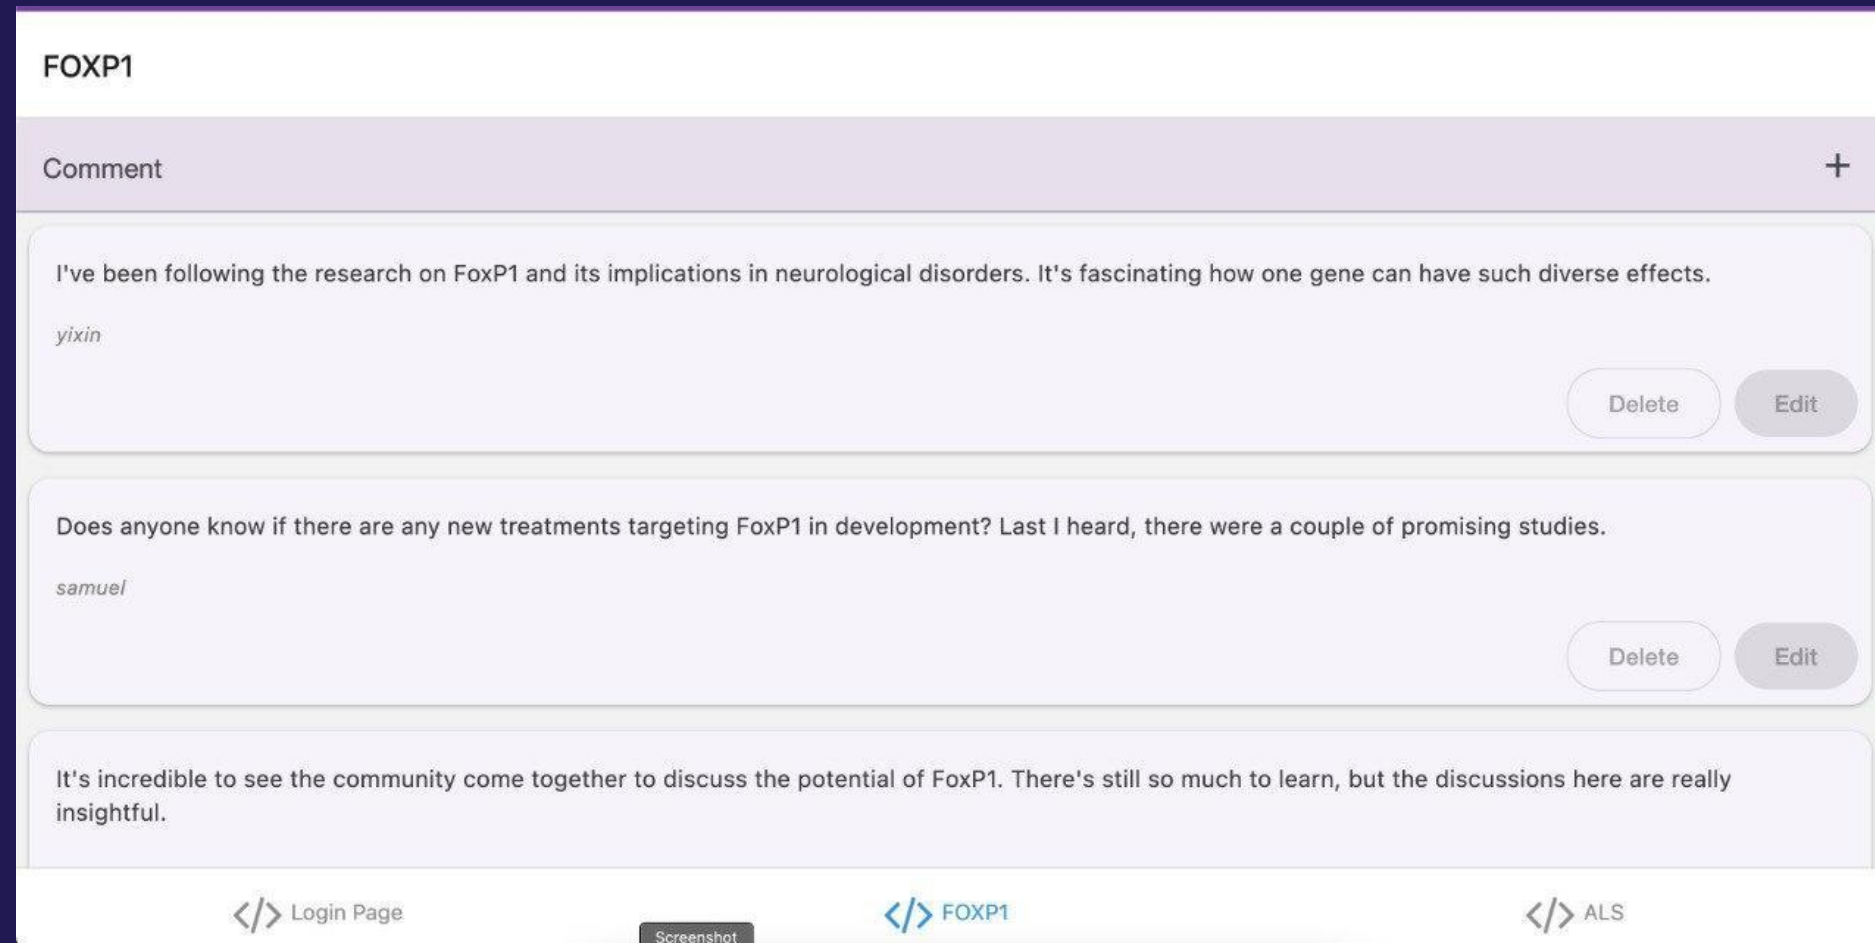 FOXP1
Comment +
I've been following the research on FoxP1 and its implications in neurological disorders. It's fascinating how one gene can have such diverse effects.
yixin
Delete Edit
Does anyone know if there are any new treatments targeting FoxP1 in development? Last I heard, there were a couple of promising studies.
samuel
Delete Edit
It's incredible to see the community come together to discuss the potential of FoxP1. There's still so much to learn, but the discussions here are really
insightful.
</> Login Page </> FOXP1 </> ALS
Screenshot